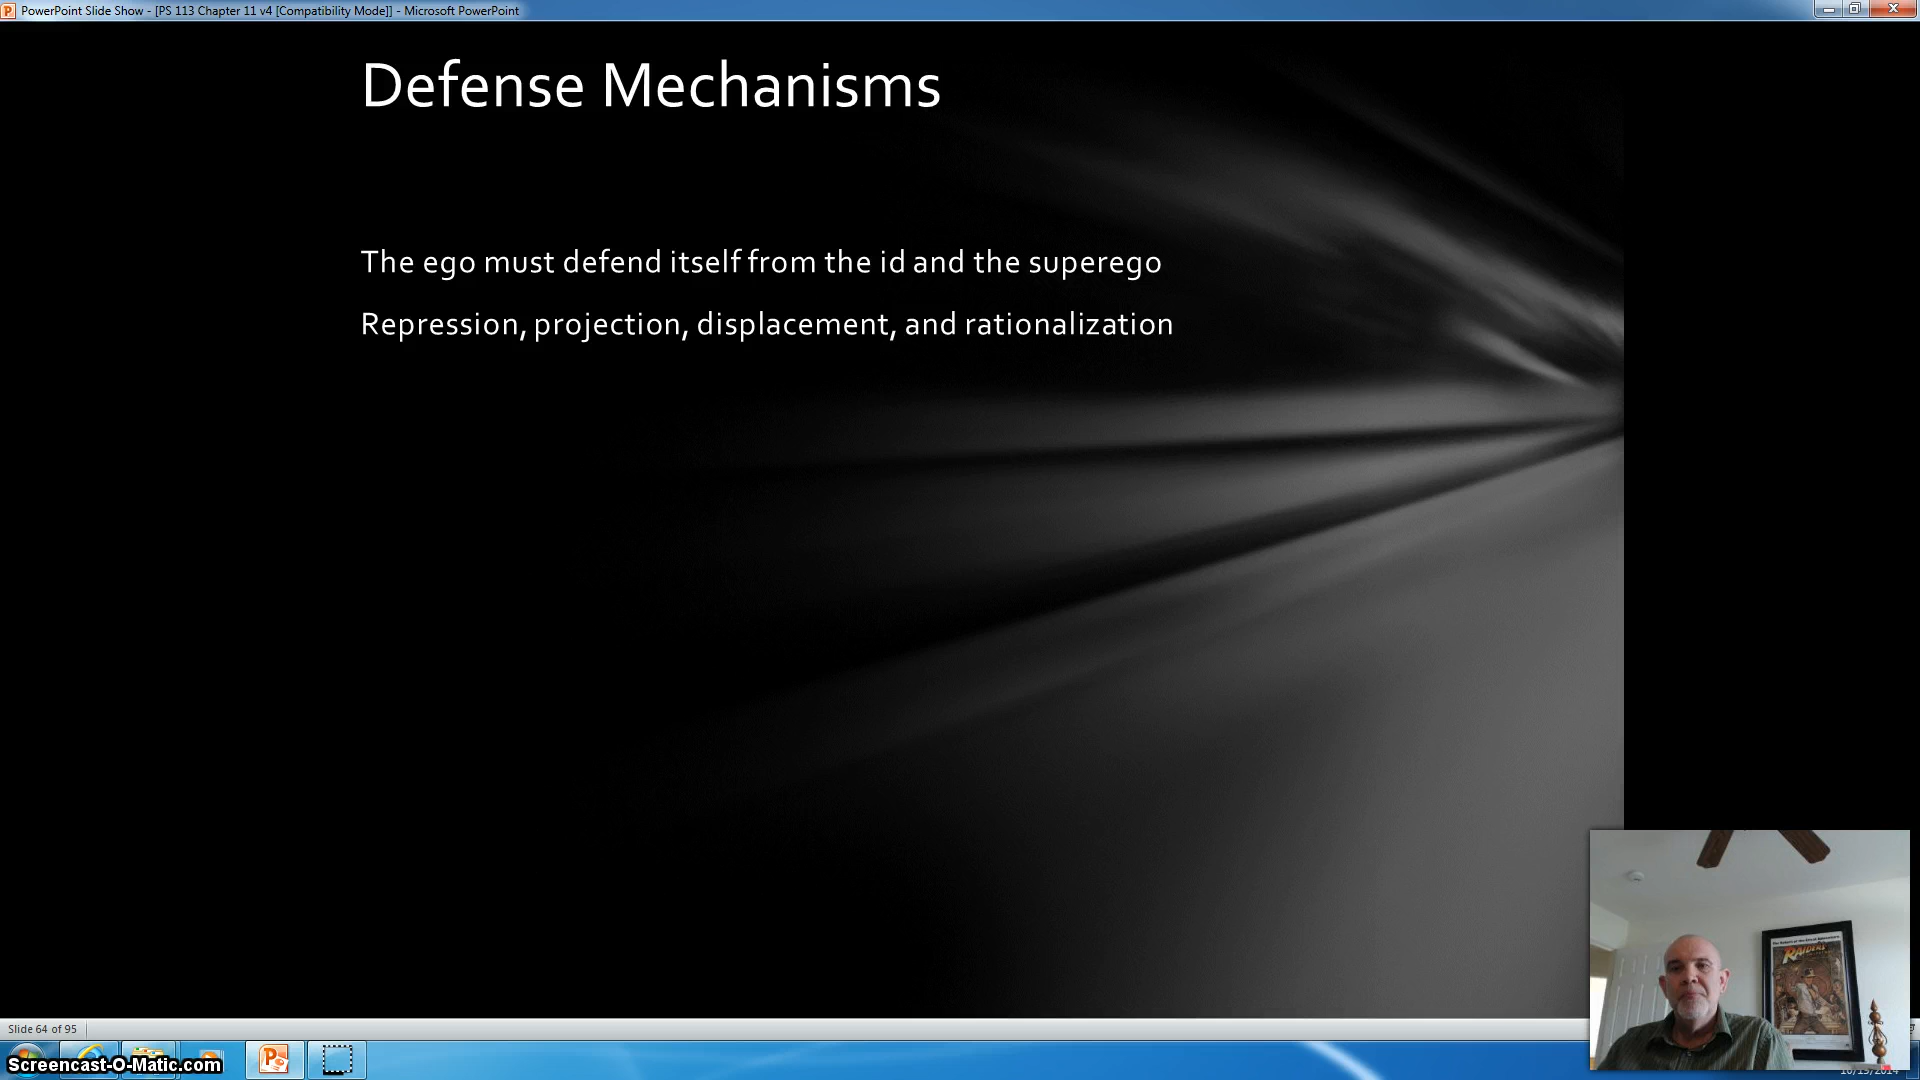 PowerPoint Slide Show - [PS 113 Chapter 11 v4 [Compatibility Mode]] - Microsoft PowerPoint
Defense Mechanisms
The ego must defend itself from the id and the superego
Repression, projection, displacement, and rationalization
RAIDERS
Slide 64 of 95
Screencast-O-Matic.com